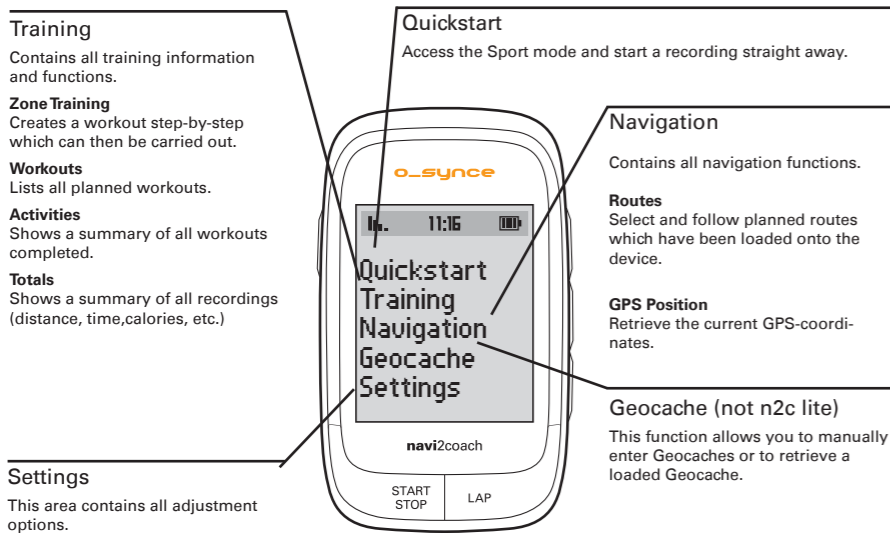 Training
Contains all training information
and functions.
Zone Training
Creates a workout step-by-step
which can then be carried out.
Workouts
Lists all planned workouts.
Activities
Shows a summary of all workouts
completed.
Totals
Shows a summary of all recordings
(distance, time,calories, etc.)
Settings
This area contains all adjustment
options.
Quickstart
Access the Sport mode and start a recording straight away.
o_synce
11:16
Quickstart
Training
Navigation
Geocache
Settings
navi2coach
START
STOP
LAP
Navigation
Contains all navigation functions.
Routes
Select and follow planned routes
which have been loaded onto the
device.
GPS Position
Retrieve the current GPS-coordi-
nates.
Geocache (not n2c lite)
This function allows you to manually
enter Geocaches or to retrieve a
loaded Geocache.